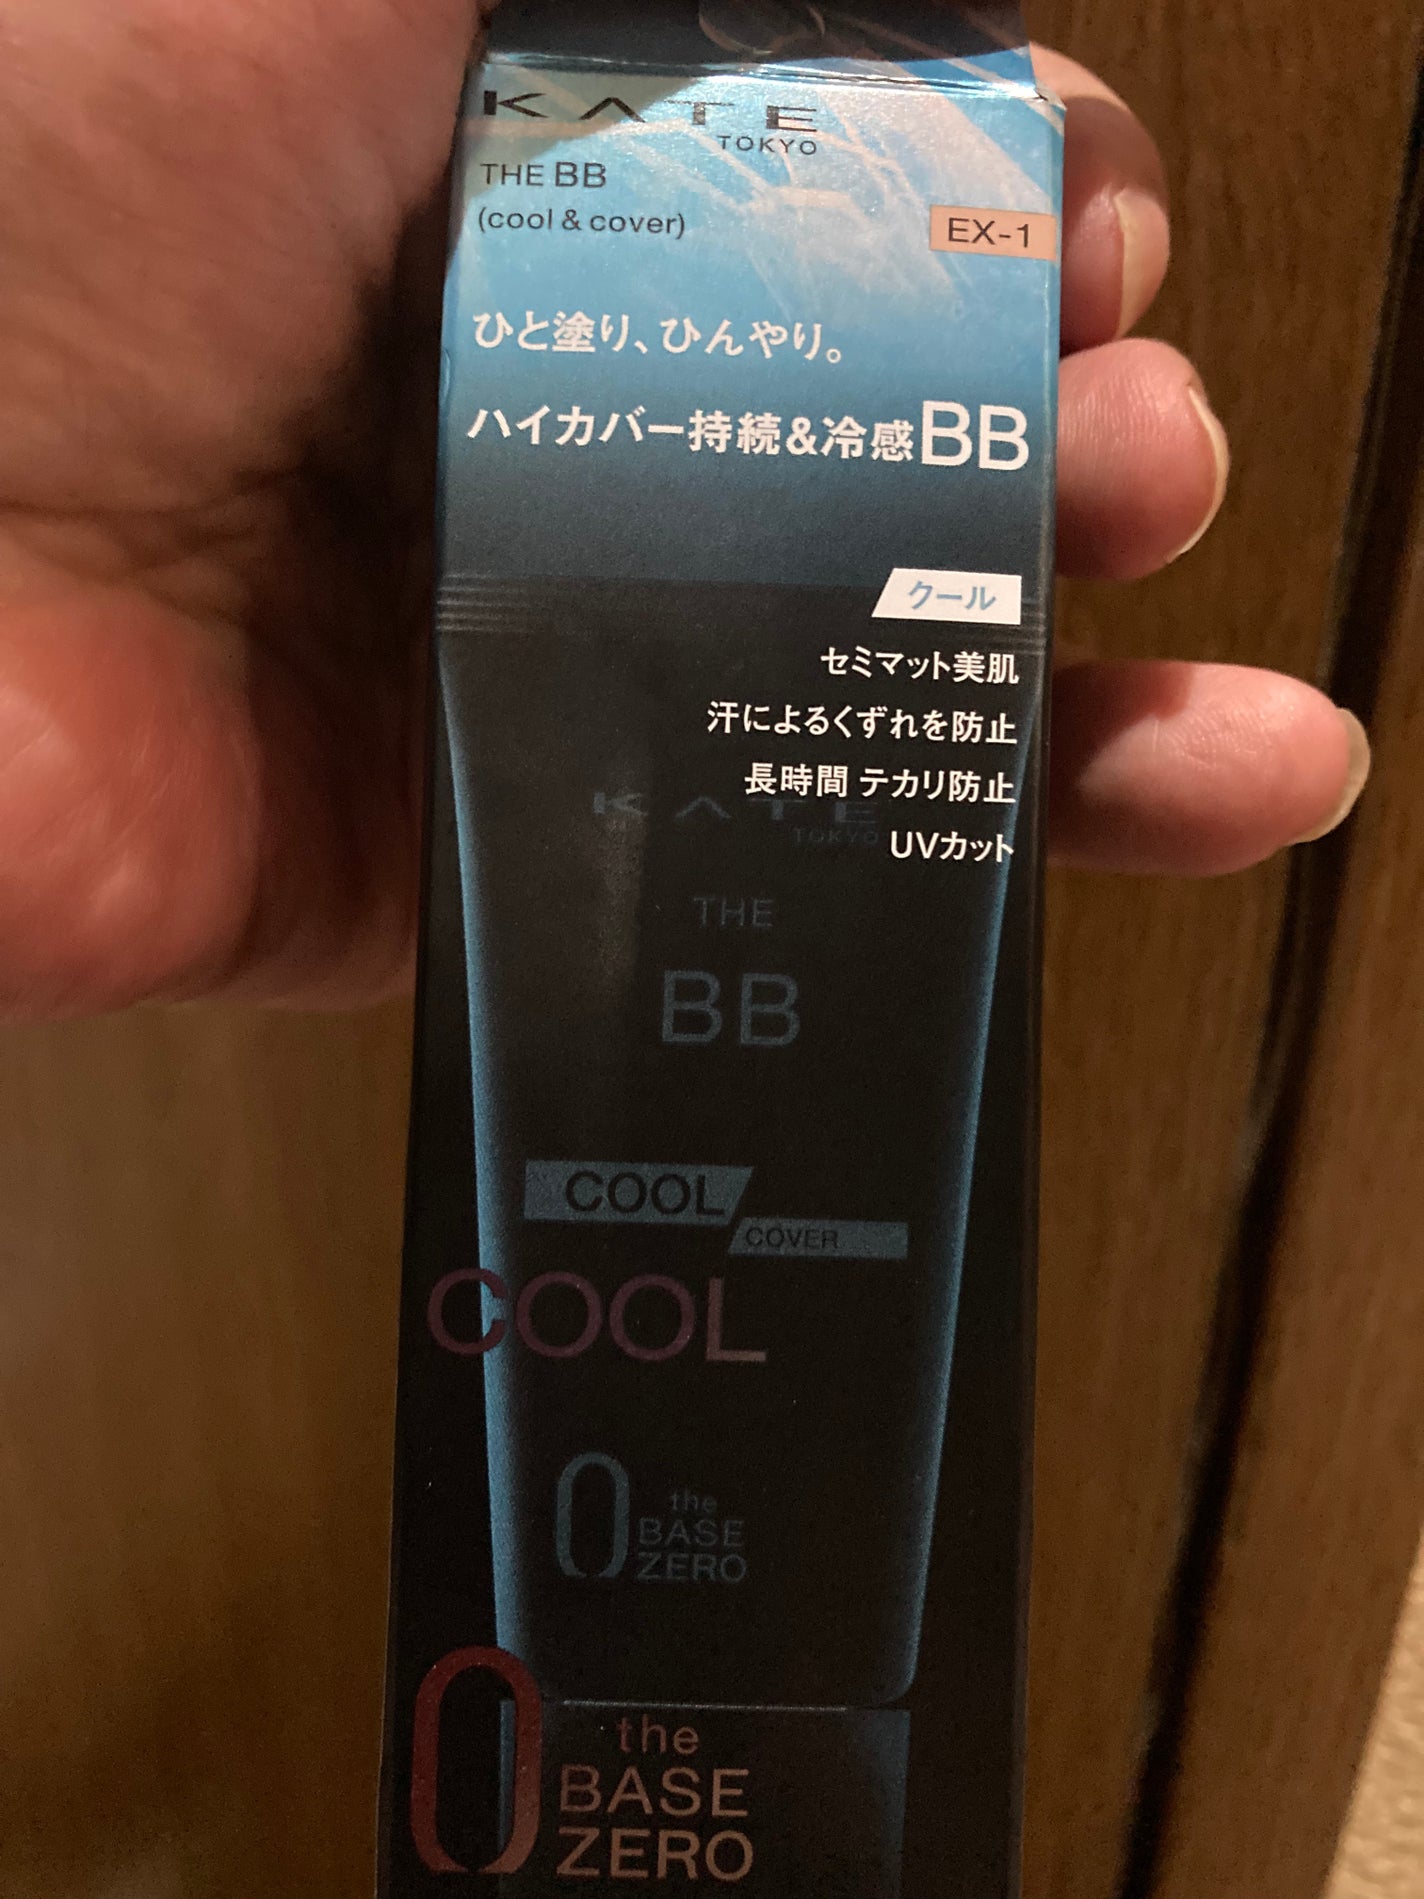 KATE
TOKYO
THE BB
(cool & cover)
EX-1
ひと塗り、ひんやり。
ハイカバー持続&冷感BB
クール
セミマット美肌
汗によるくずれを防止
長時間 テカリ防止
UVカット
KATE
TOKYO
THE
BB
COOL
COVER
COOL
0 the
BASE
ZERO
0 the
BASE
ZERO